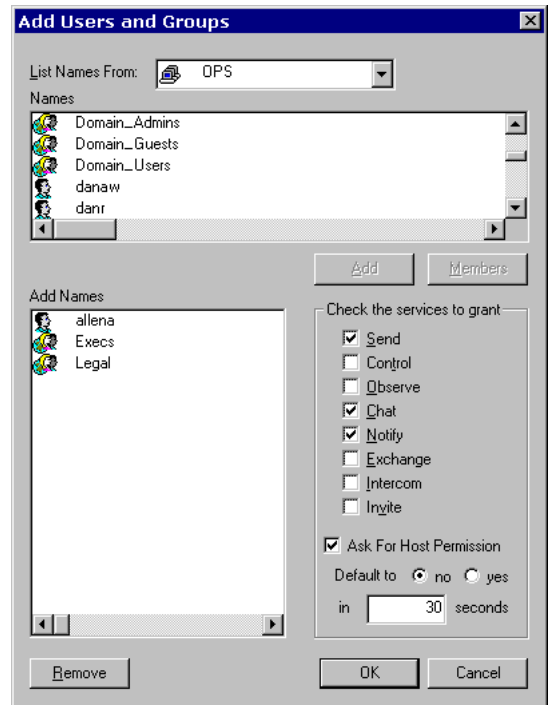 Add Users and Groups
List Names From: OPS
Names
Domain_Admins
Domain_Guests
Domain_Users
danaw
danr
Add Members
Add Names
allena
Execs
Legal
Check the services to grant
Send
Control
Observe
Chat
Notify
Exchange
Intercom
Invite
Ask For Host Permission
Default to no yes
in 30 seconds
Remove OK Cancel